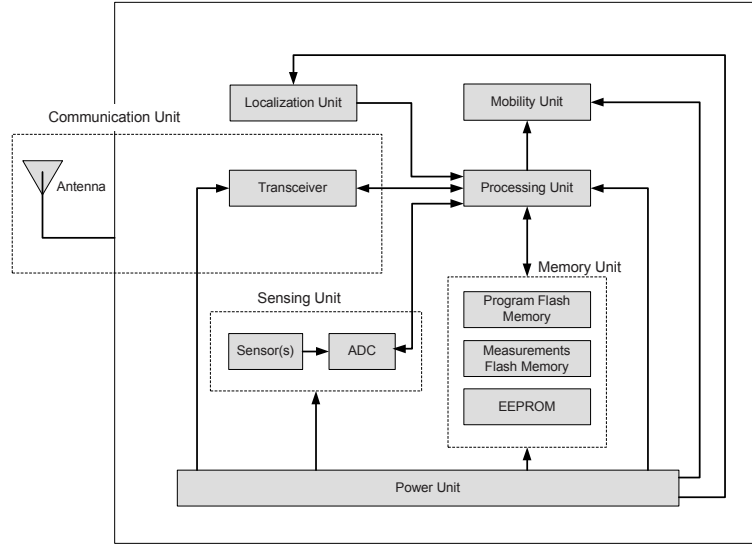 Localization Unit
Mobility Unit
Communication Unit
Antenna
Transceiver
Processing Unit
Memory Unit
Sensing Unit
Program Flash
Memory
Sensor(s)
ADC
Measurements
Flash Memory
EEPROM
Power Unit